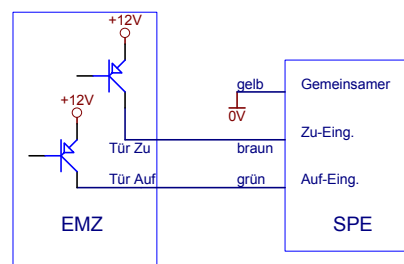 +12V
+12V
gelb
Gemeinsamer
0V
Zu-Eing.
Tür Zu
braun
Tür Auf
grün
Auf-Eing.
EMZ
SPE